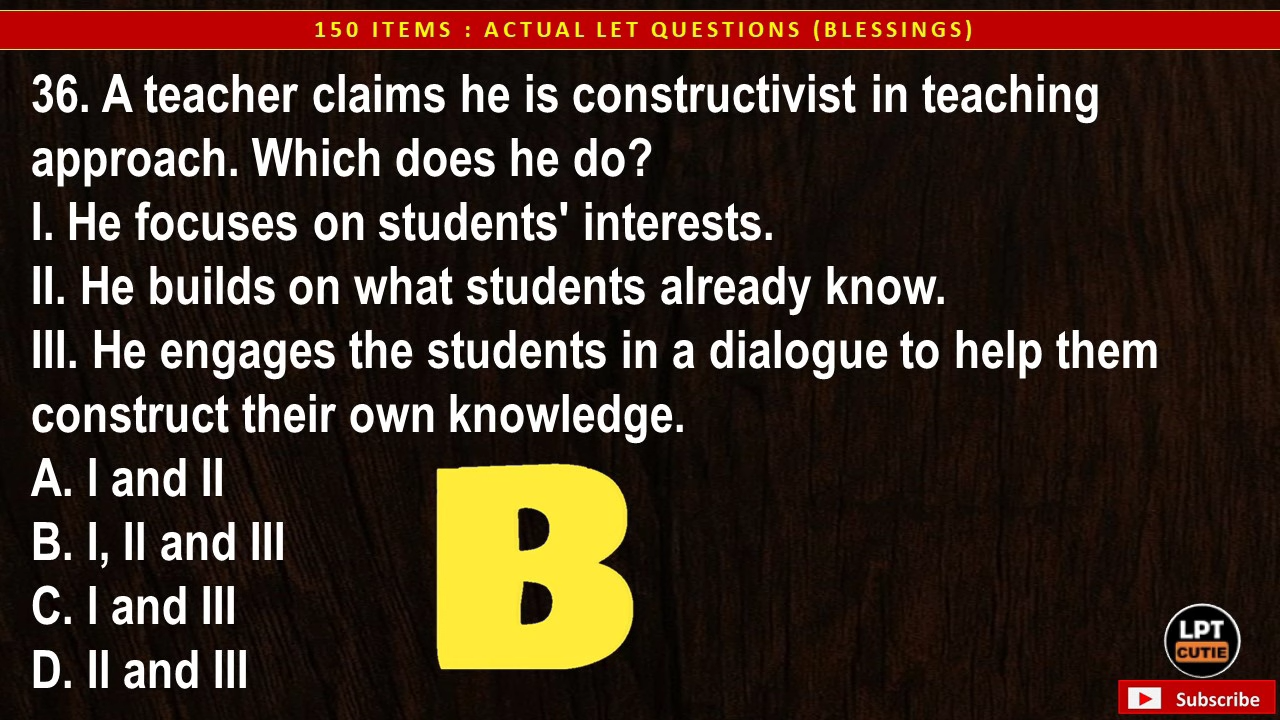 150 ITEMS : ACTUAL LET QUESTIONS (BLESSINGS)
36. A teacher claims he is constructivist in teaching
approach. Which does he do?
I. He focuses on students' interests.
II. He builds on what students already know.
III. He engages the students in a dialogue to help them
construct their own knowledge.
A. I and II
B. I, II and III
C. I and III
D. II and III
B
LPT
CUTIE
Subscribe